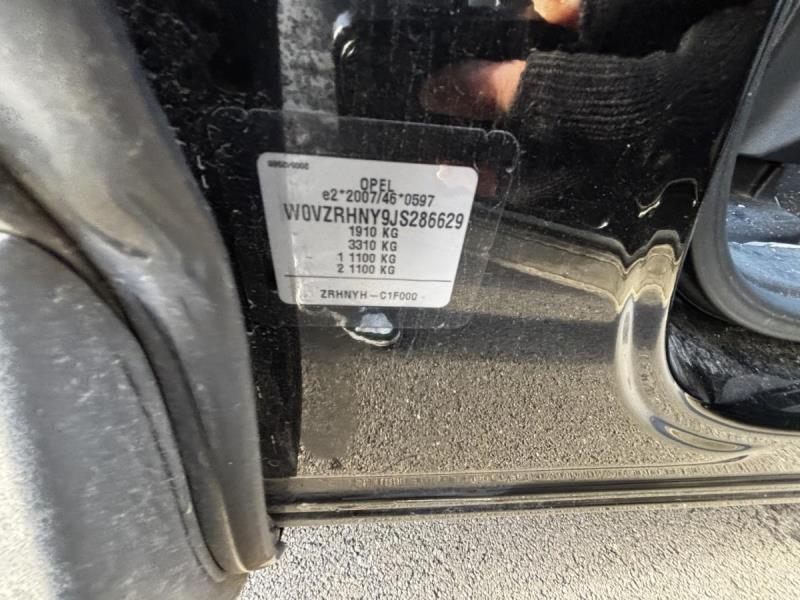 OPEL
e2*2007/46*0597
W0VZRHNY9JS286629
1910 KG
3310 KG
- 1 1100 KG
- 2 1100 KG
ZRHNYH-C1F000